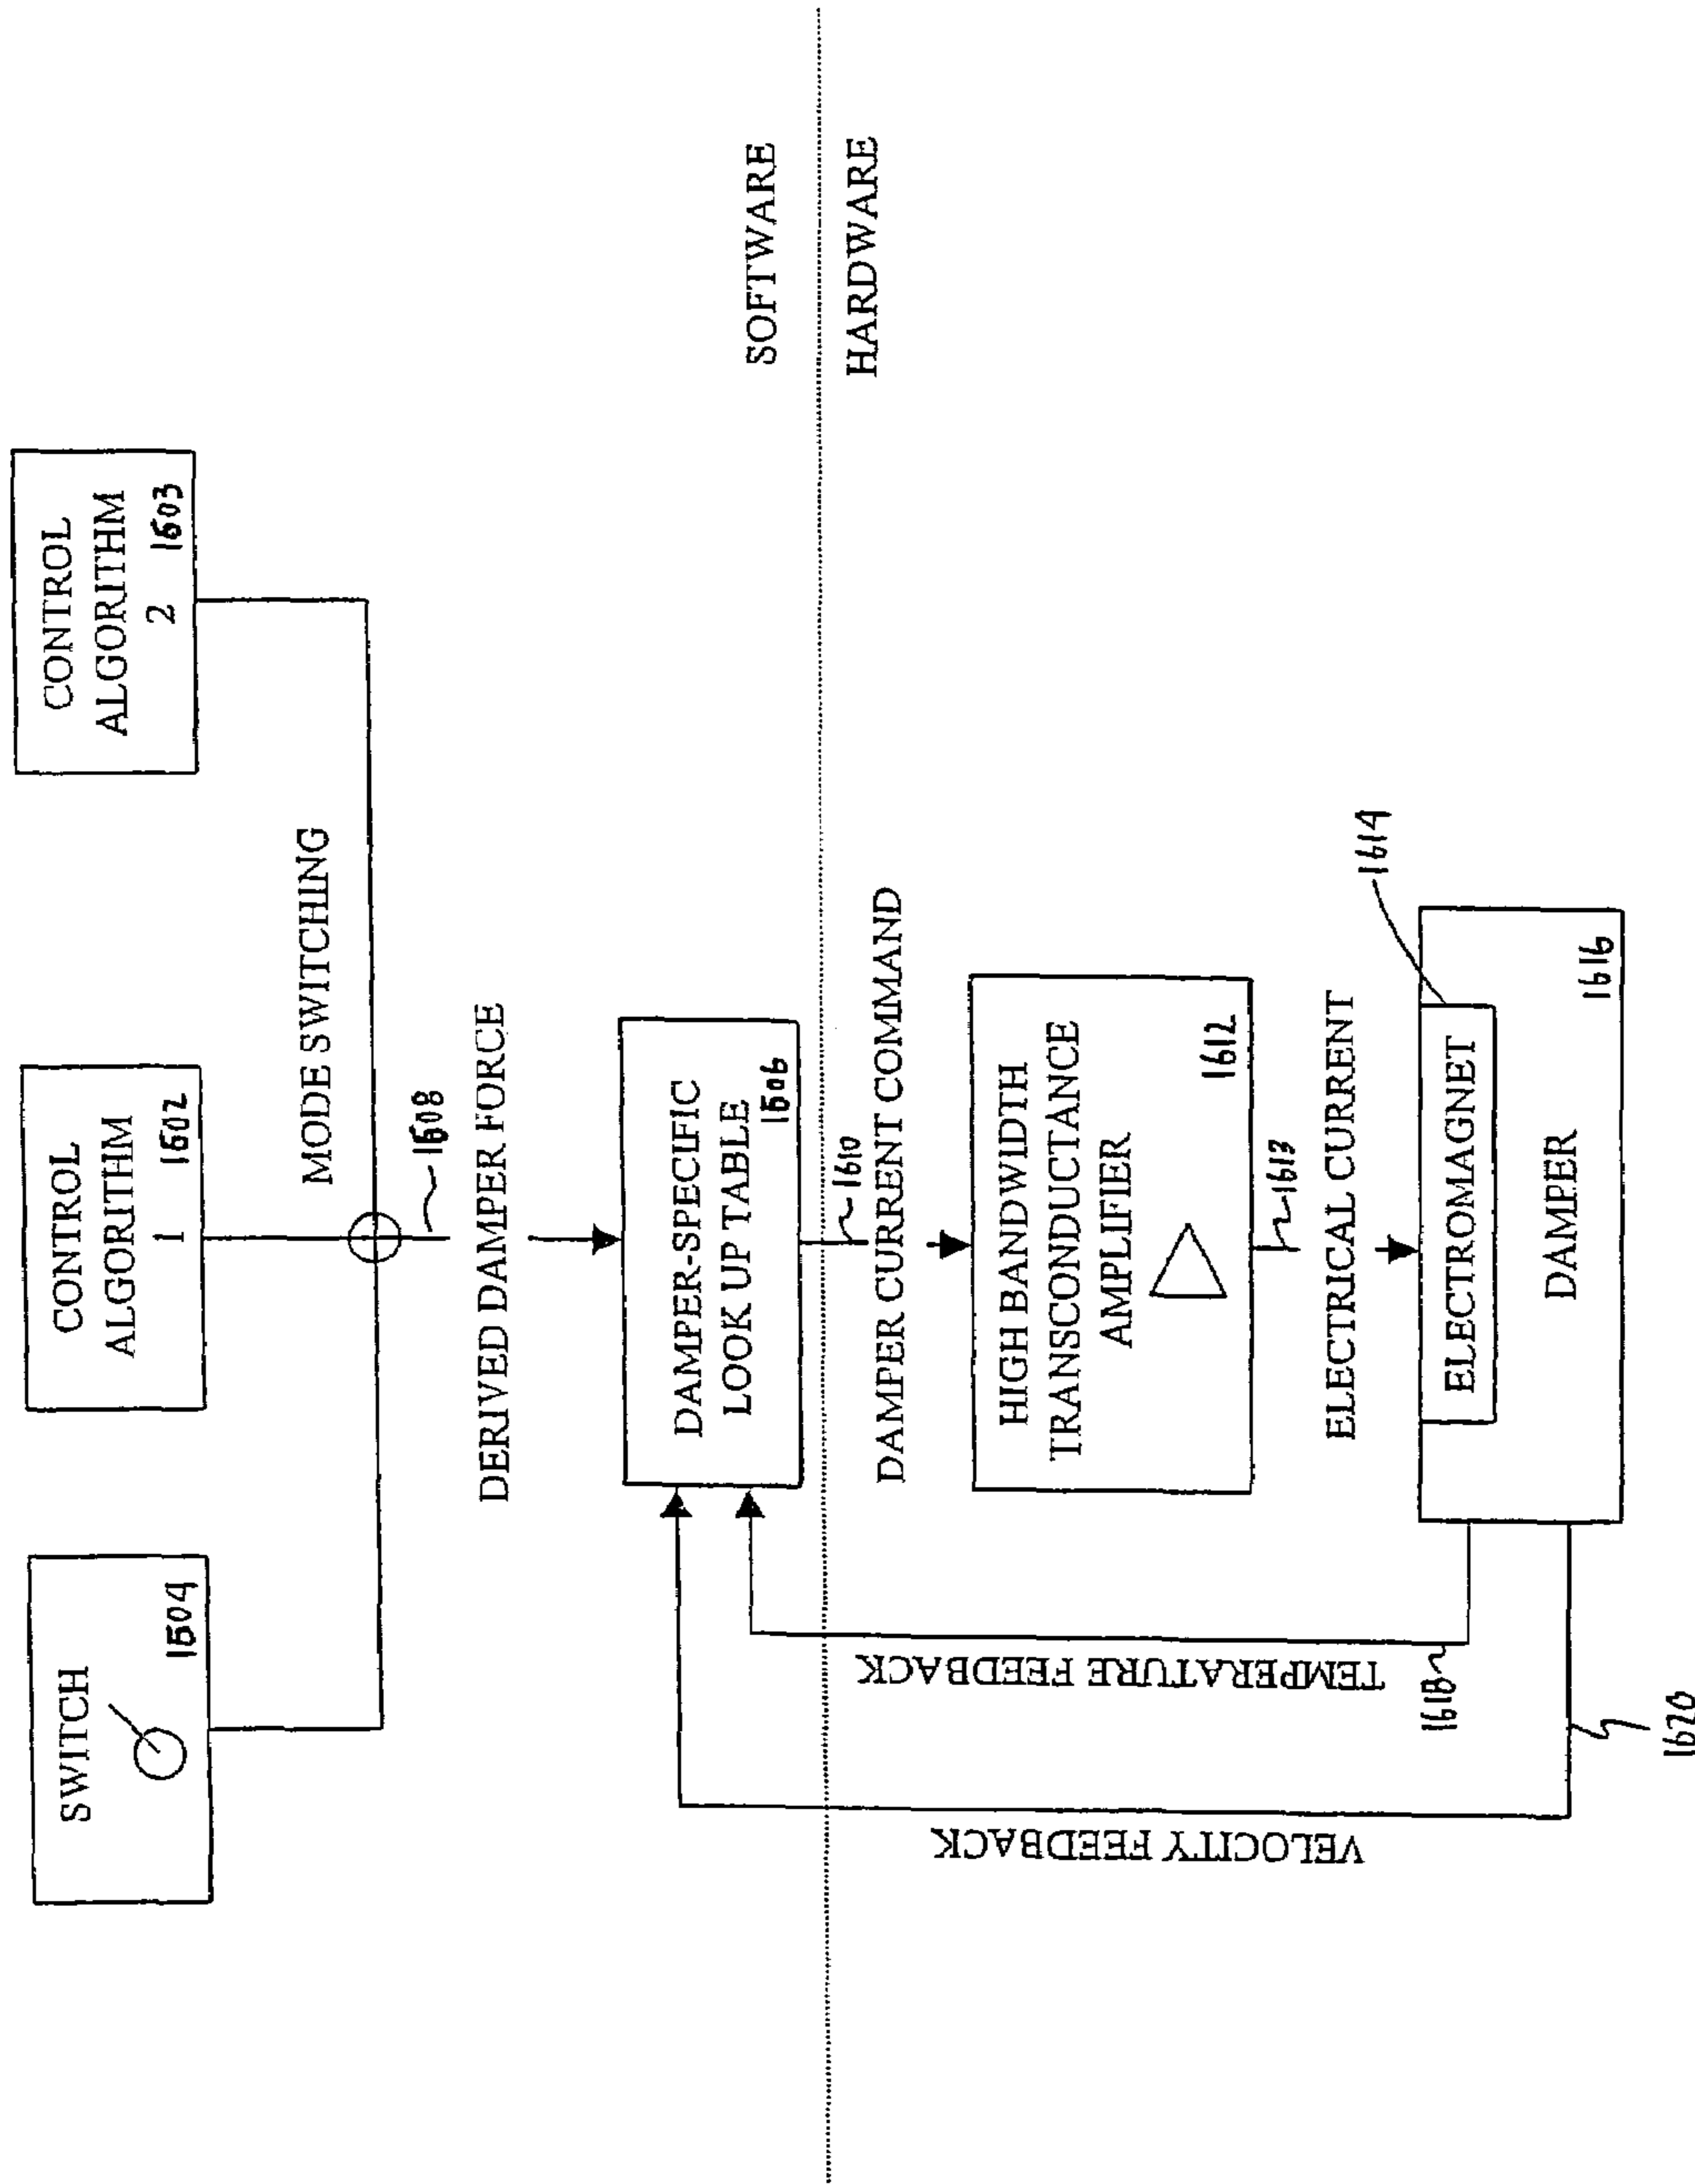 SWITCH
1604
CONTROL
ALGORITHM
1 1602
CONTROL
ALGORITHM
2 1603
MODE SWITCHING
1608
DERIVED DAMPER FORCE
DAMPER-SPECIFIC
LOOK UP TABLE
1606
SOFTWARE
HARDWARE
1610
DAMPER CURRENT COMMAND
HIGH BANDWIDTH
TRANSCONDUCTANCE
AMPLIFIER
1612
1613
ELECTRICAL CURRENT
1614
ELECTROMAGNET
DAMPER
1616
TEMPERATURE FEEDBACK
1618
VELOCITY FEEDBACK
1620